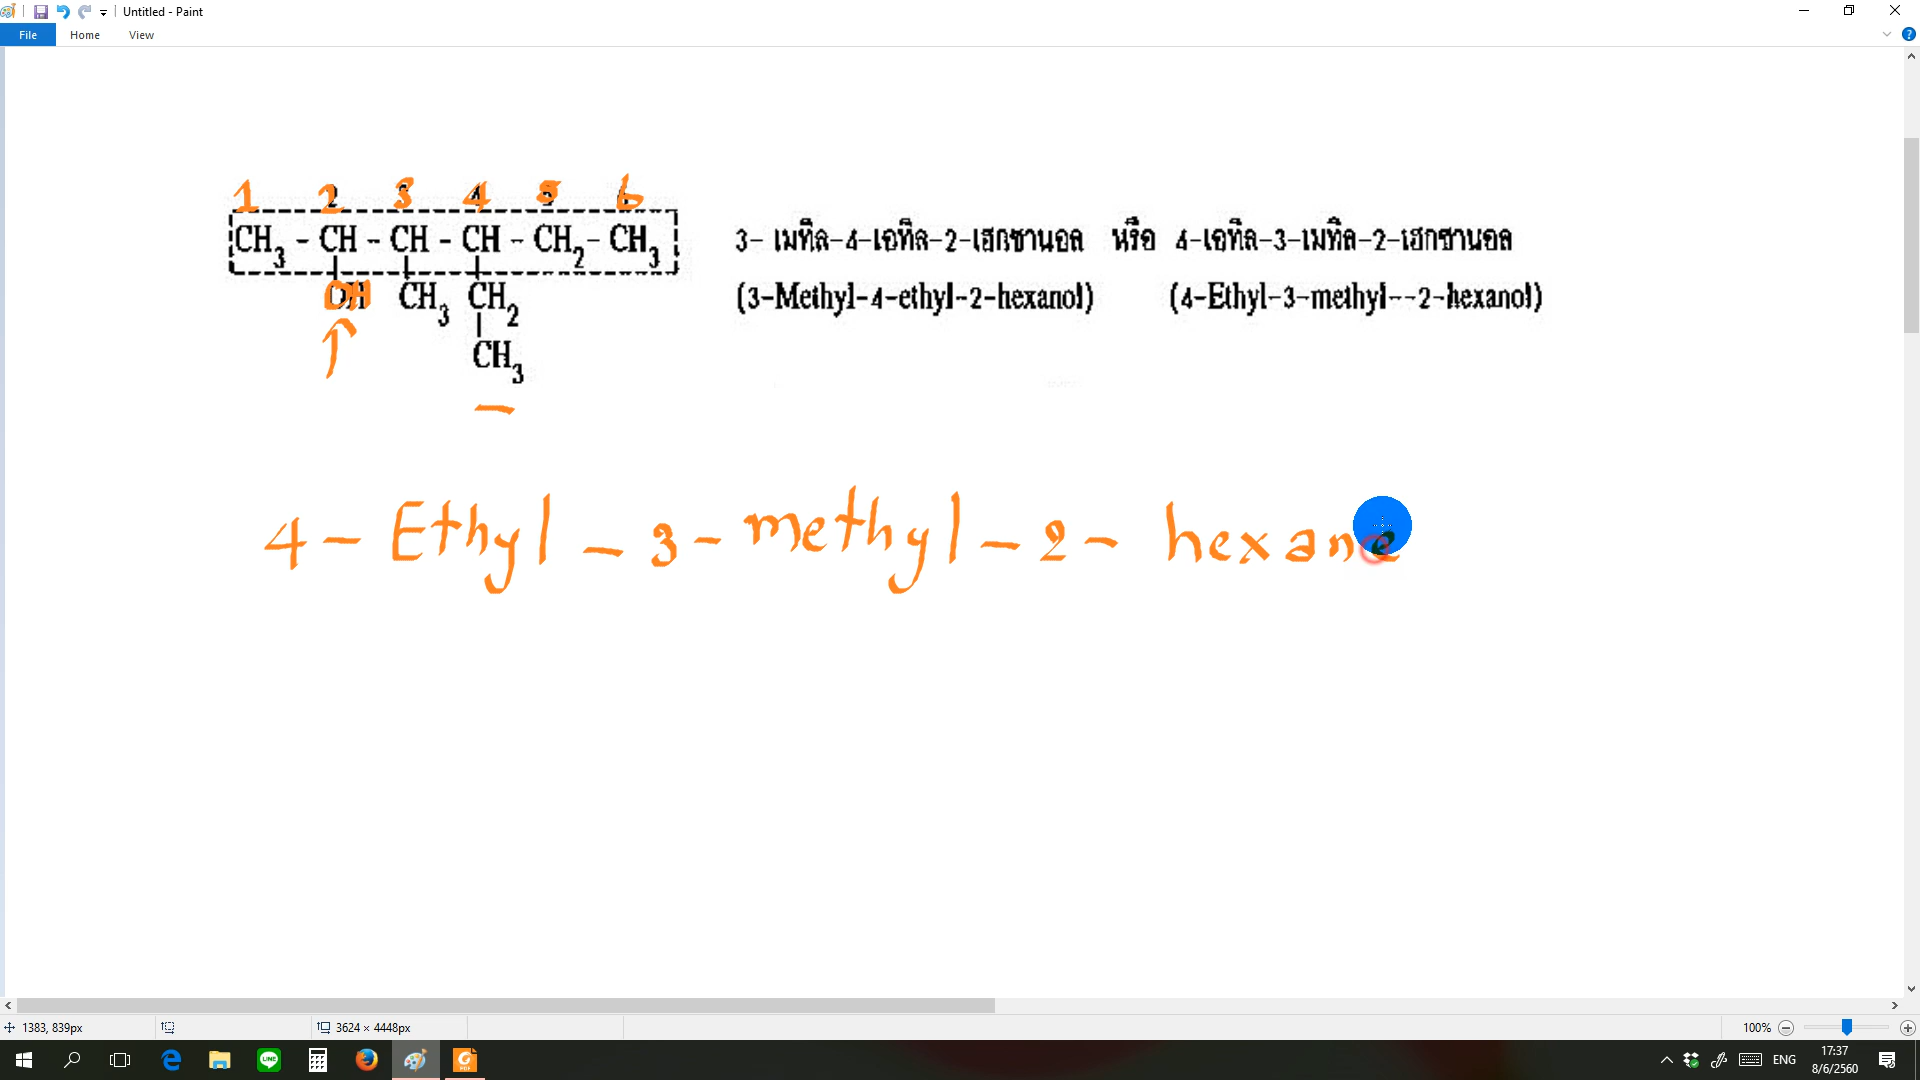 Untitled - Paint
File Home View
1 2 3 4 5 6
CH3 - CH - CH - CH - CH2 - CH3
OH CH3 CH2
CH3
3- เมทิล-4-เอทิล-2-เฮกซานอล หรือ 4-เอทิล-3-เมทิล-2-เฮกซานอล
(3-Methyl-4-ethyl-2-hexanol) (4-Ethyl-3-methyl--2-hexanol)
4 - Ethyl - 3 - methyl - 2 - hexane
1383, 839px 3624 × 4448px 100%
LINE PDF ENG 17:37
8/6/2560